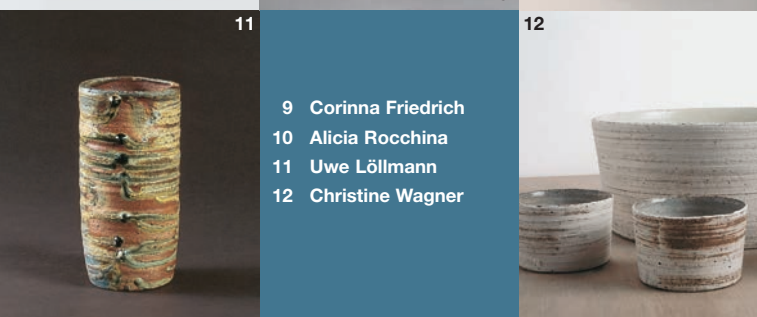 11
12
9 Corinna Friedrich
10 Alicia Rocchina
11 Uwe Löllmann
12 Christine Wagner